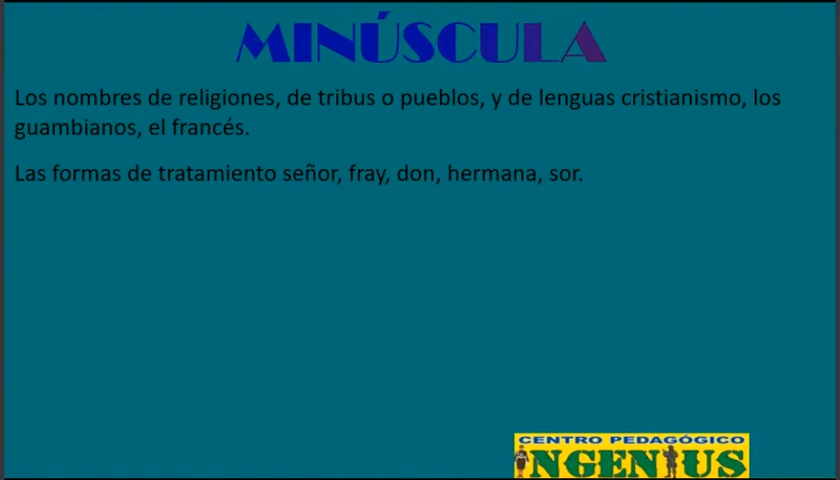 MINÚSCULA
Los nombres de religiones, de tribus o pueblos, y de lenguas cristianismo, los
guambianos, el francés.
Las formas de tratamiento señor, fray, don, hermana, sor.
CENTRO PEDAGÓGICO
INGENIUS